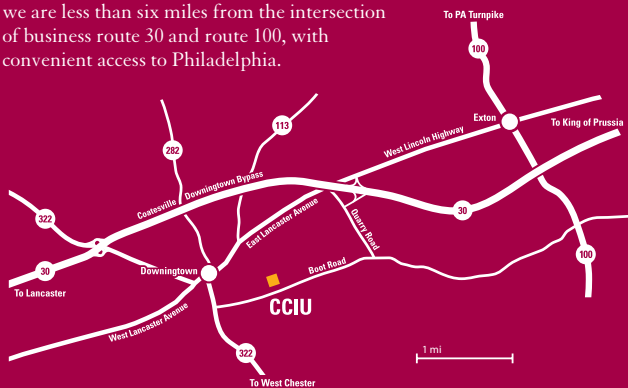 we are less than six miles from the intersection
of business route 30 and route 100, with
convenient access to Philadelphia.
To PA Turnpike
100
113
Exton
To King of Prussia
282
West Lincoln Highway
Coatesville Downingtown Bypass
322
East Lancaster Avenue
Quarry Road
30
30
To Lancaster
Downingtown
Boot Road
100
CCIU
West Lancaster Avenue
322
1 mi
To West Chester